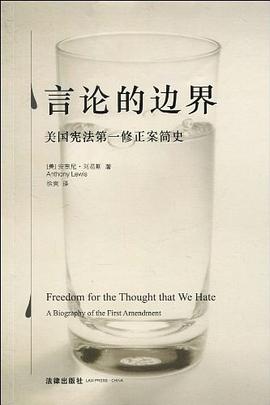 言论的边界
美国宪法第一修正案简史
[美] 安东尼·刘易斯 著
Anthony Lewis
徐爽 译
Freedom for the Thought that We Hate
A Biography of the First Amendment
法律出版社 LAW PRESS·CHINA